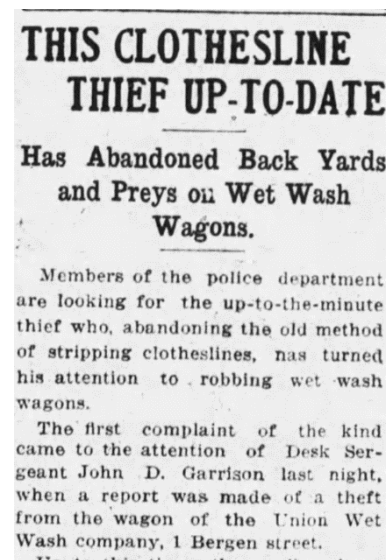 THIS CLOTHESLINE
THIEF UP-TO-DATE
Has Abandoned Back Yards
and Preys on Wet Wash
Wagons.
Members of the police department
are looking for the up-to-the-minute
thief who, abandoning the old method
of stripping clotheslines, nas turned
his attention to robbing wet wash
wagons.
The first complaint of the kind
came to the attention of Desk Ser-
geant John D. Garrison last night,
when a report was made of a theft
from the wagon of the Union Wet
Wash company, 1 Bergen street.